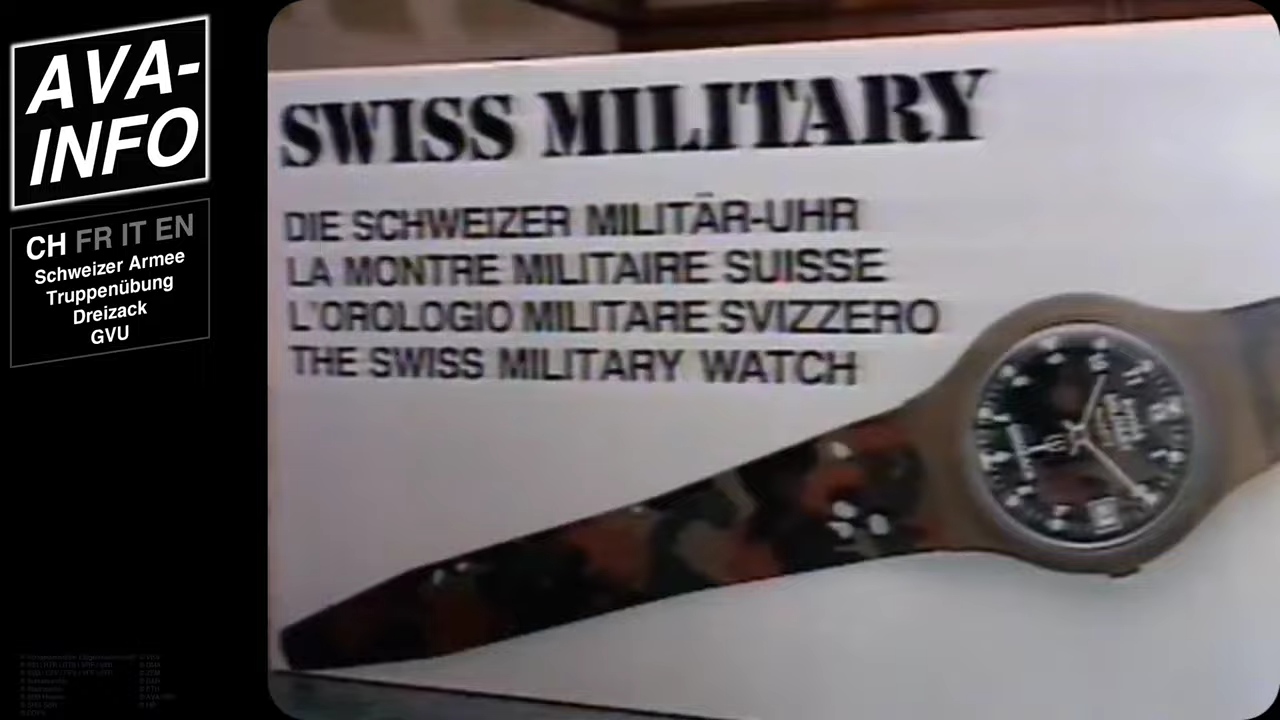 AVA-
INFO
CH FR IT EN
Schweizer Armee
Truppenübung
Dreizack
GVU
SWISS MILITARY
DIE SCHWEIZER MILITÄR-UHR
LA MONTRE MILITAIRE SUISSE
L'OROLOGIO MILITARE SVIZZERO
THE SWISS MILITARY WATCH